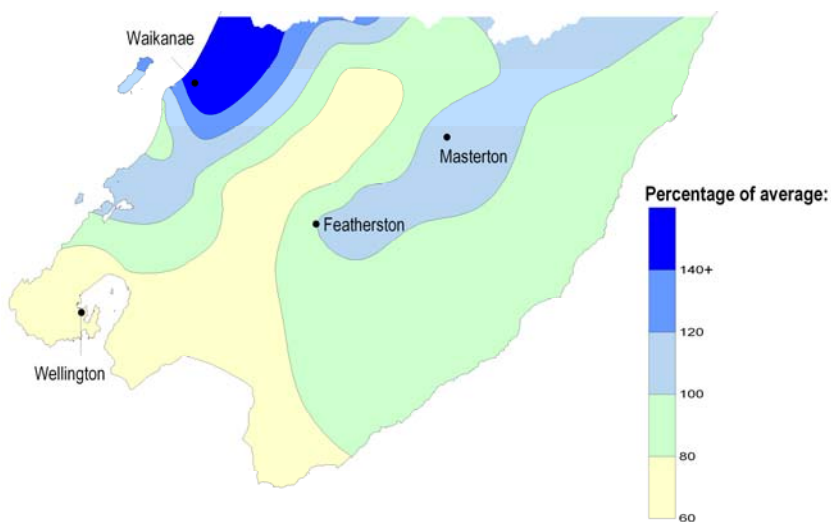 Waikanae
Masterton
Featherston
Wellington
Percentage of average:
140+
120
100
80
60